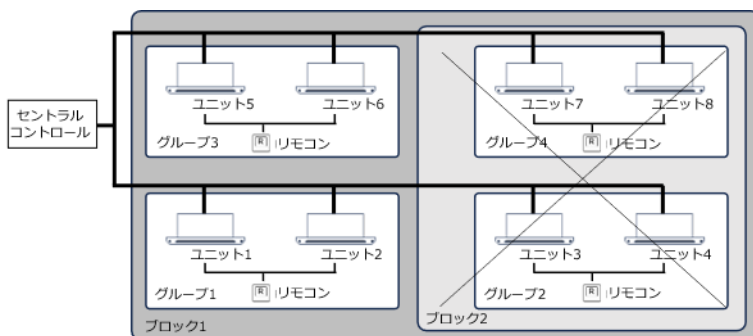 ユニット5
ユニット6
ユニット7
ユニット8
セントラル
コントロール
グループ3
R
リモコン
グループ4
R
リモコン
ユニット1
ユニット2
ユニット3
ユニット4
グループ1
R
リモコン
グループ2
R
リモコン
ブロック1
ブロック2